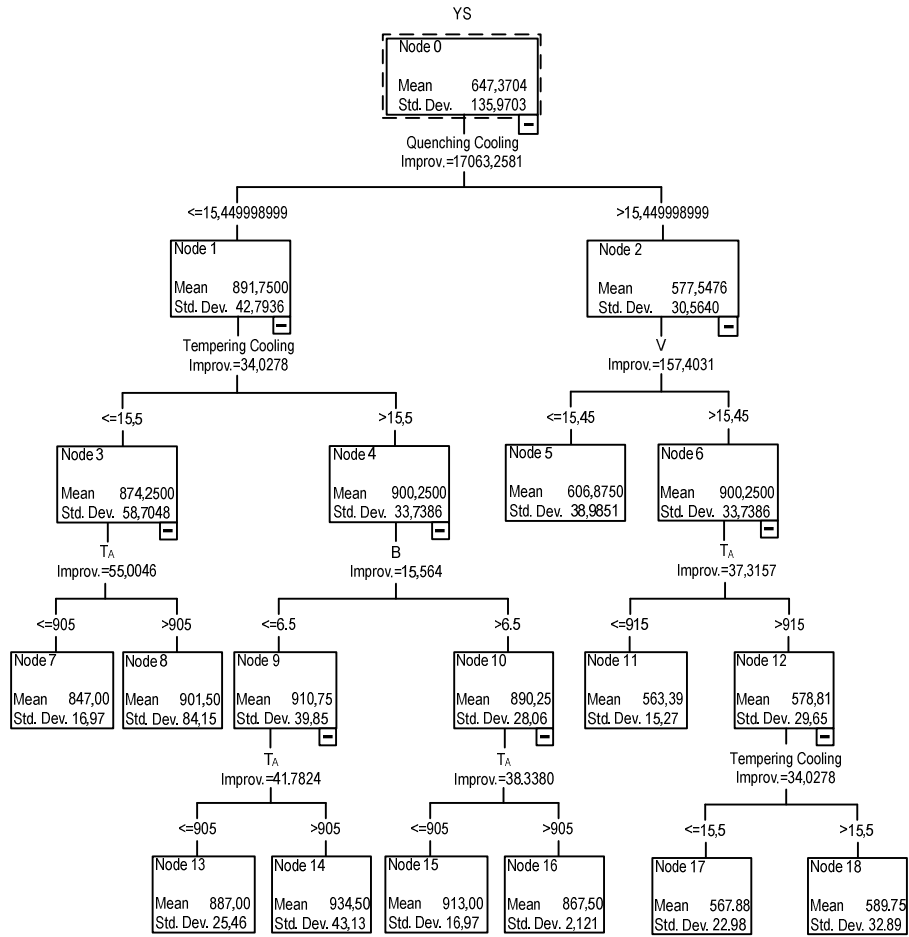 YS
Node 0
Mean 647,3704
Std. Dev. 135,9703
Quenching Cooling
Improv.=17063,2581
<=15,449998999 >15,449998999
Node 1 Node 2
Mean 891,7500 Mean 577,5476
Std. Dev. 42,7936 Std. Dev. 30,5640
Tempering Cooling V
Improv.=34,0278 Improv.=157,4031
<=15,5 >15,5 <=15,45 >15,45
Node 3 Node 4 Node 5 Node 6
Mean 874,2500 Mean 900,2500 Mean 606,8750 Mean 900,2500
Std. Dev. 58,7048 Std. Dev. 33,7386 Std. Dev. 38,9851 Std. Dev. 33,7386
TA B TA
Improv.=55,0046 Improv.=15,564 Improv.=37,3157
<=905 >905 <=6.5 >6.5 <=915 >915
Node 7 Node 8 Node 9 Node 10 Node 11 Node 12
Mean 847,00 Mean 901,50 Mean 910,75 Mean 890,25 Mean 563,39 Mean 578,81
Std. Dev. 16,97 Std. Dev. 84,15 Std. Dev. 39,85 Std. Dev. 28,06 Std. Dev. 15,27 Std. Dev. 29,65
TA TA Tempering Cooling
Improv.=41.7824 Improv.=38.3380 Improv.=34,0278
<=905 >905 <=905 >905 <=15,5 >15,5
Node 13 Node 14 Node 15 Node 16 Node 17 Node 18
Mean 887,00 Mean 934,50 Mean 913,00 Mean 867,50 Mean 567.88 Mean 589.75
Std. Dev. 25,46 Std. Dev. 43,13 Std. Dev. 16,97 Std. Dev. 2,121 Std. Dev. 22.98 Std. Dev. 32.89